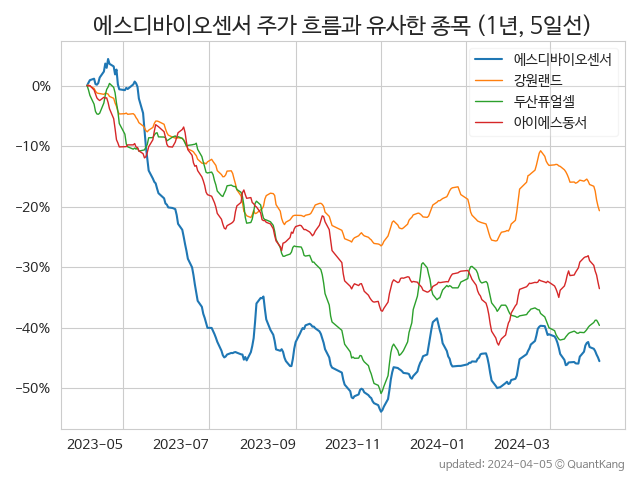 에스디바이오센서 주가 흐름과 유사한 종목 (1년, 5일선)
에스디바이오센서
강원랜드
두산퓨얼셀
아이에스동서
0%
−10%
−20%
−30%
−40%
−50%
2023-05 2023-07 2023-09 2023-11 2024-01 2024-03
updated: 2024-04-05 © QuantKang